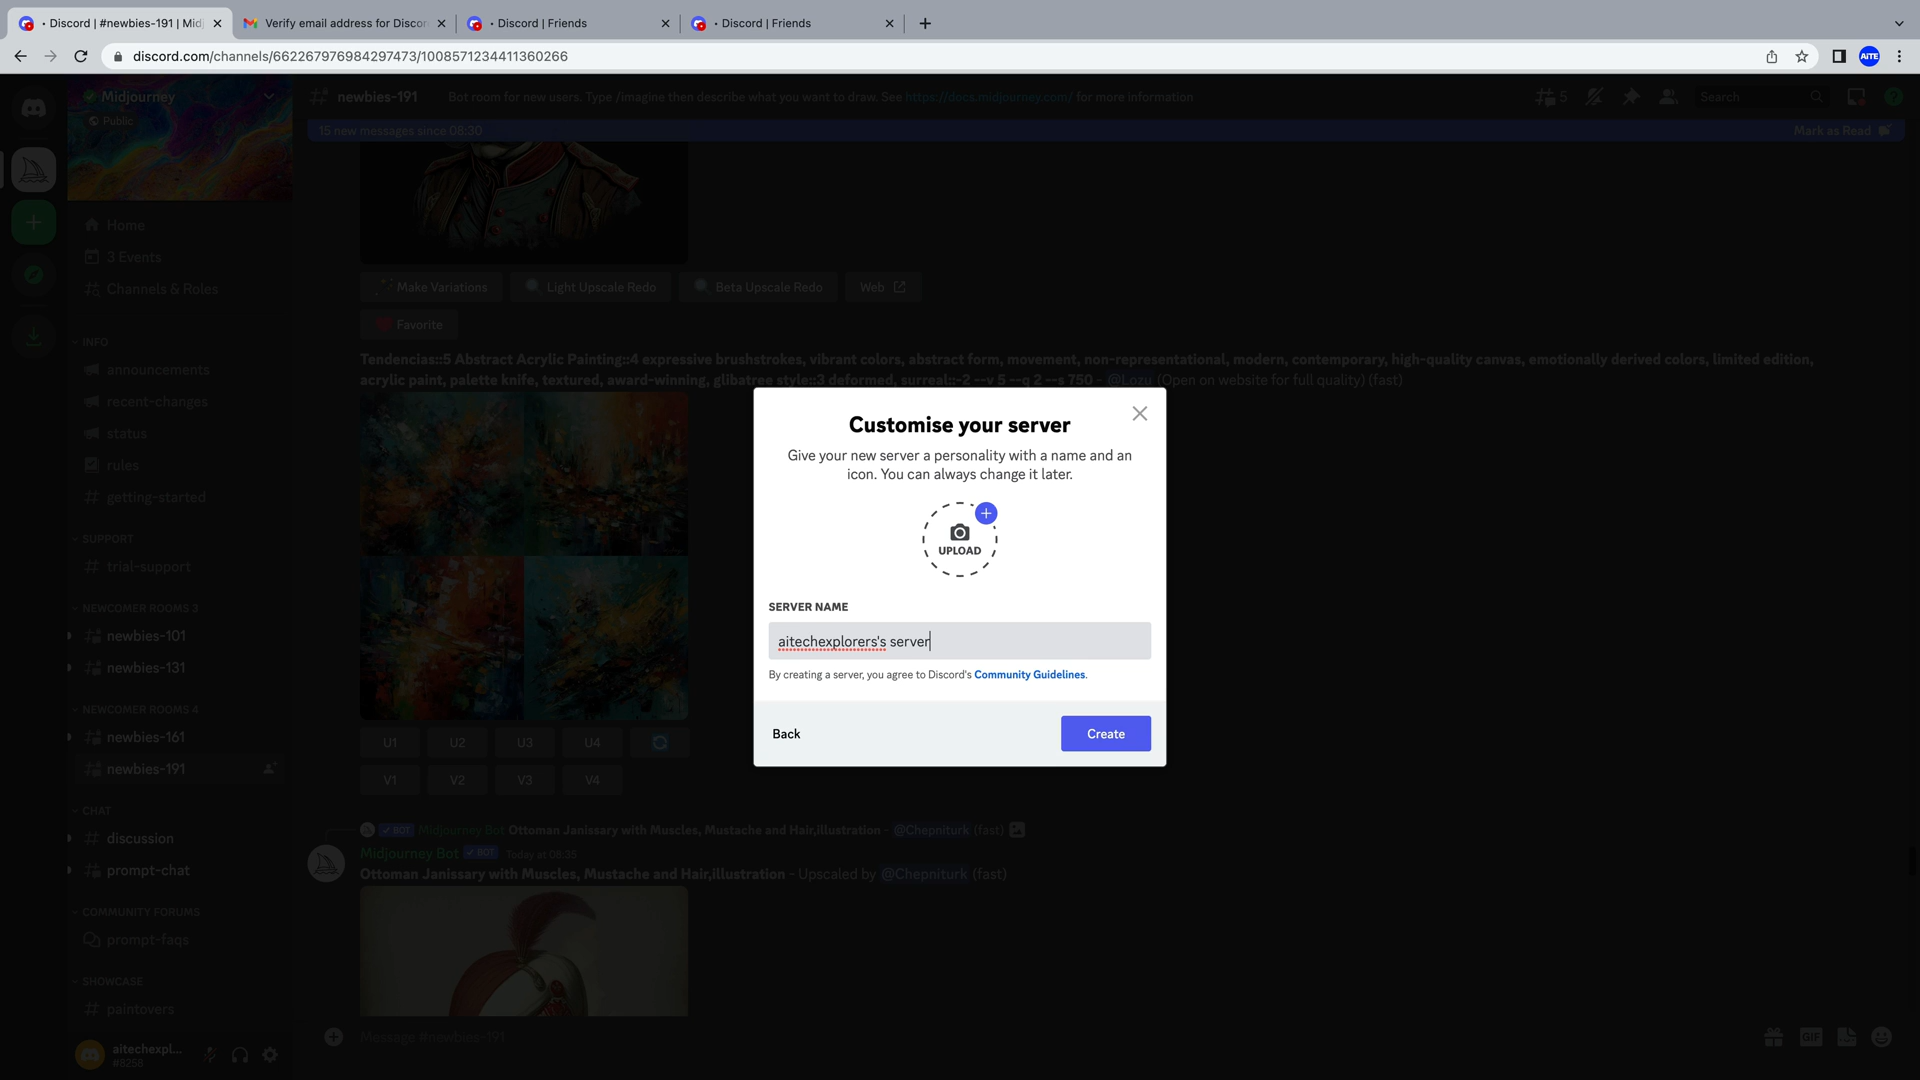 • Discord | #newbies-191 | Midj
Verify email address for Discor
• Discord | Friends
• Discord | Friends
discord.com/channels/662267976984297473/1008571234411360266
AiTE
Midjourney
Public
newbies-191
Bot room for new users. Type /imagine then describe what you want to draw. See https://docs.midjourney.com/ for more information
5
Search
15 new messages since 08:30
Mark as Read
Home
3 Events
Channels & Roles
INFO
announcements
recent-changes
status
rules
getting-started
SUPPORT
trial-support
NEWCOMER ROOMS 3
newbies-101
newbies-131
NEWCOMER ROOMS 4
newbies-161
newbies-191
CHAT
discussion
prompt-chat
COMMUNITY FORUMS
prompt-faqs
SHOWCASE
paintovers
aitechexpl...
#8258
Make Variations
Light Upscale Redo
Beta Upscale Redo
Web
Favorite
Tendencias::5 Abstract Acrylic Painting::4 expressive brushstrokes, vibrant colors, abstract form, movement, non-representational, modern, contemporary, high-quality canvas, emotionally derived colors, limited edition,
acrylic paint, palette knife, textured, award-winning, glibatree style::3 deformed, surreal::-2 --v 5 --q 2 --s 750 - @Lozu (Open on website for full quality) (fast)
Customise your server
Give your new server a personality with a name and an
icon. You can always change it later.
UPLOAD
SERVER NAME
aitechexplorers's server
By creating a server, you agree to Discord's Community Guidelines.
Back
Create
U1
U2
U3
U4
V1
V2
V3
V4
BOT Midjourney Bot Ottoman Janissary with Muscles, Mustache and Hair,illustration - @Chepniturk (fast)
Midjourney Bot BOT Today at 08:35
Ottoman Janissary with Muscles, Mustache and Hair,illustration - Upscaled by @Chepniturk (fast)
Message #newbies-191
GIF